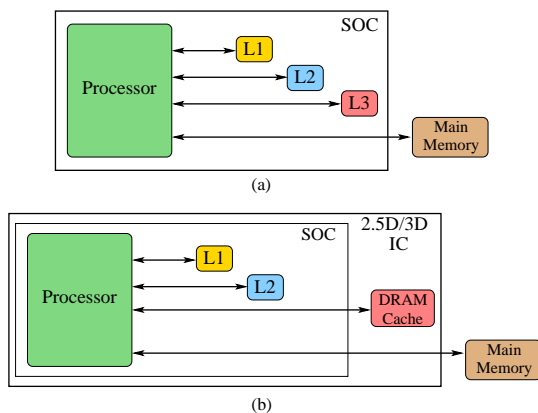 SOC
L1
Processor
L2
L3
Main
Memory
(a)
2.5D/3D
IC
SOC
L1
L2
Processor
DRAM
Cache
Main
Memory
(b)